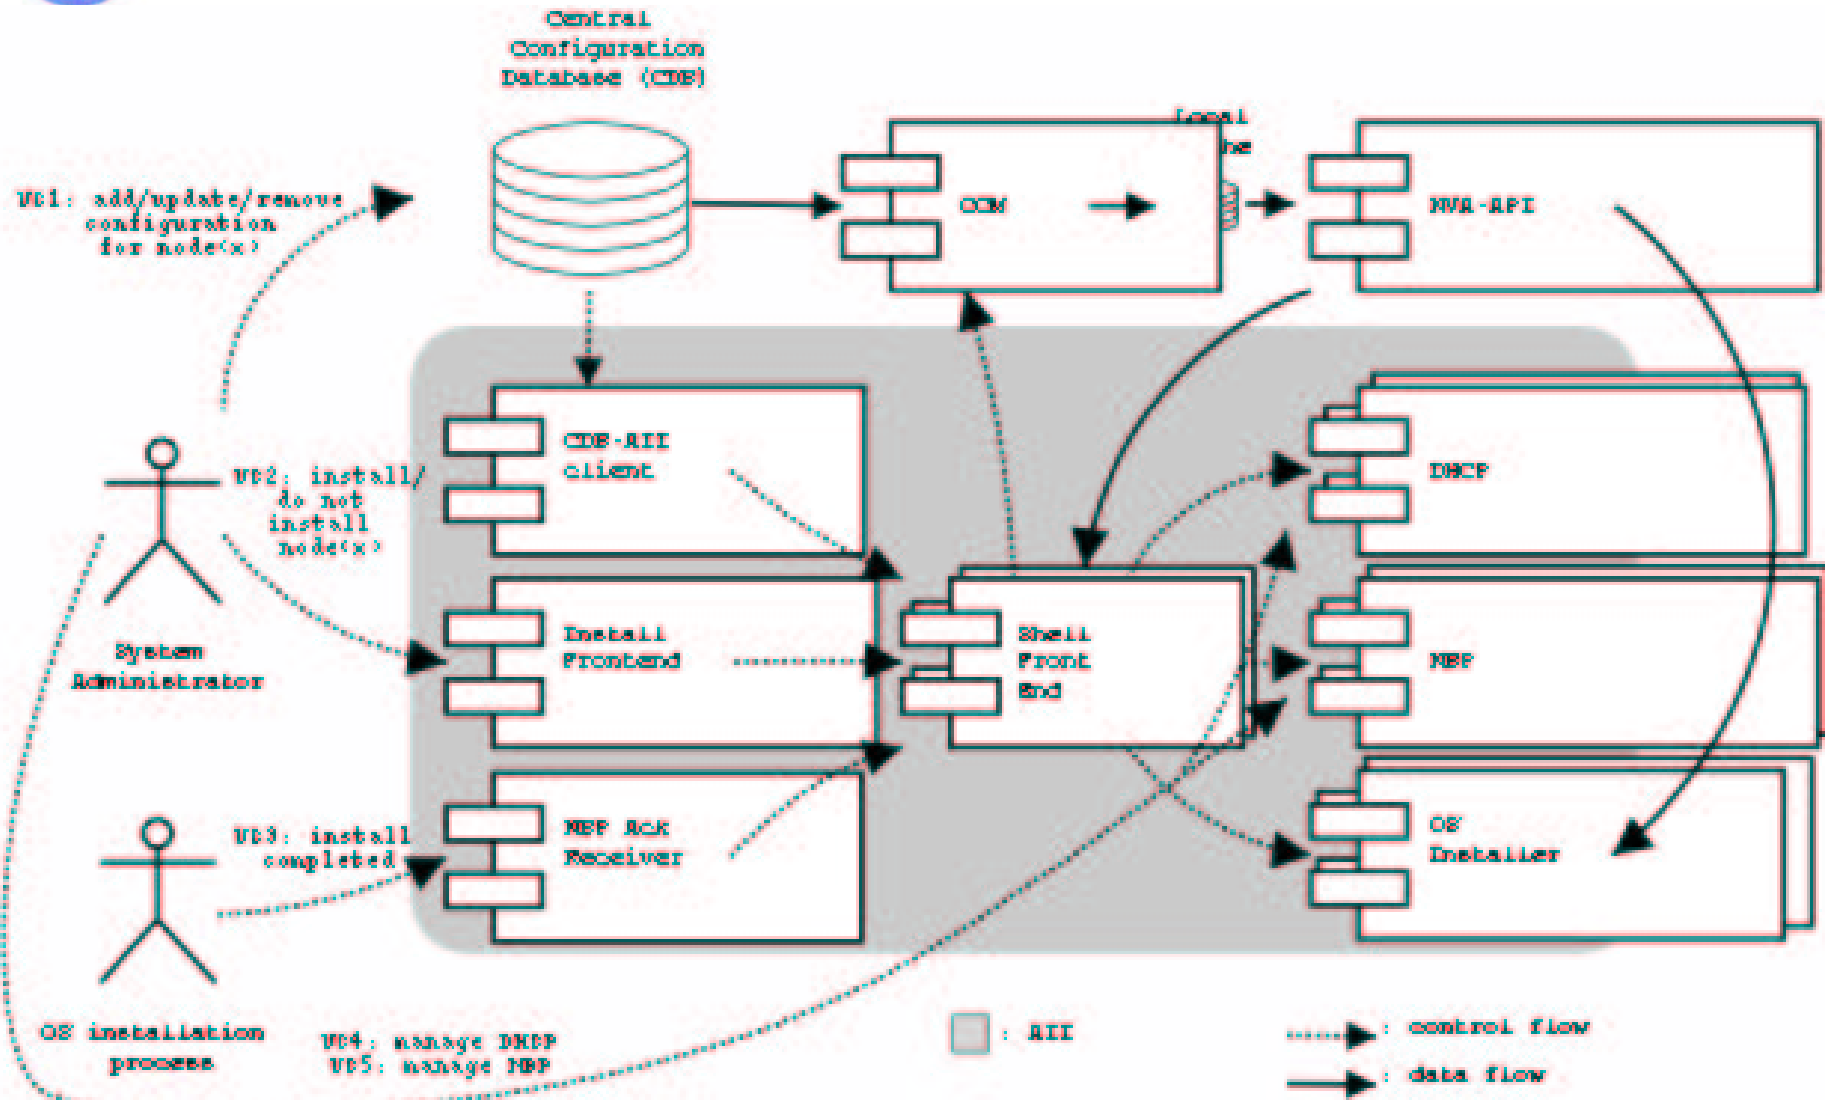 Central
Configuration
Database (CDB)
Local
CCM
NVA-API
UC1: add/update/remove
configuration
for node(x)
CDB-AII
client
DHCP
UC2: install/
do not
install
node(x)
Install
Frontend
Shell
Front
End
NBP
System
Administrator
UC3: install
completed
NBP Ack
Receiver
OS
Installer
OS installation
process
UC4: manage DHCP
UC5: manage NBP
: AII
: control flow
: data flow